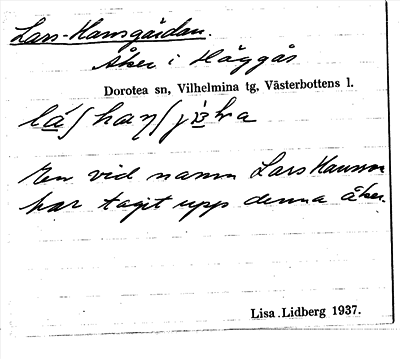 Lars-Hansgärdan.
Åker i Häggås
Dorotea sn, Vilhelmina tg, Västerbottens l.
En vid namn Lars Hansson
har tagit upp denna åker.
Lisa Lidberg 1937.